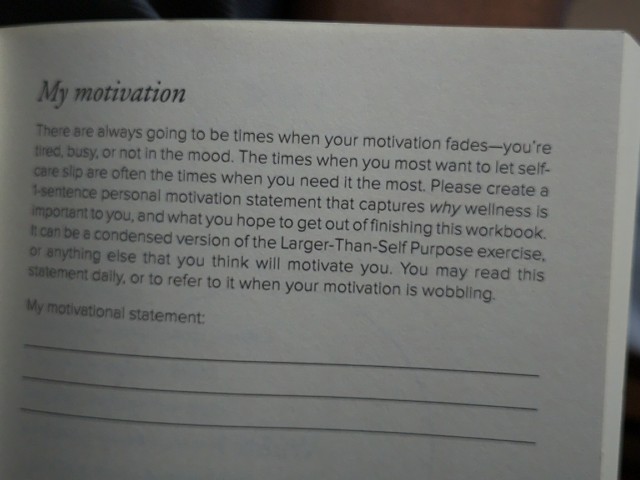 My motivation
There are always going to be times when your motivation fades—you're
tired, busy, or not in the mood. The times when you most want to let self-
care slip are often the times when you need it the most. Please create a
1-sentence personal motivation statement that captures why wellness is
important to you, and what you hope to get out of finishing this workbook.
It can be a condensed version of the Larger-Than-Self Purpose exercise,
or anything else that you think will motivate you. You may read this
statement daily, or to refer to it when your motivation is wobbling.
My motivational statement: